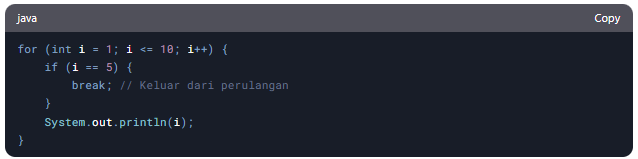 java Copy
for (int i = 1; i <= 10; i++) {
    if (i == 5) {
        break; // Keluar dari perulangan
    }
    System.out.println(i);
}